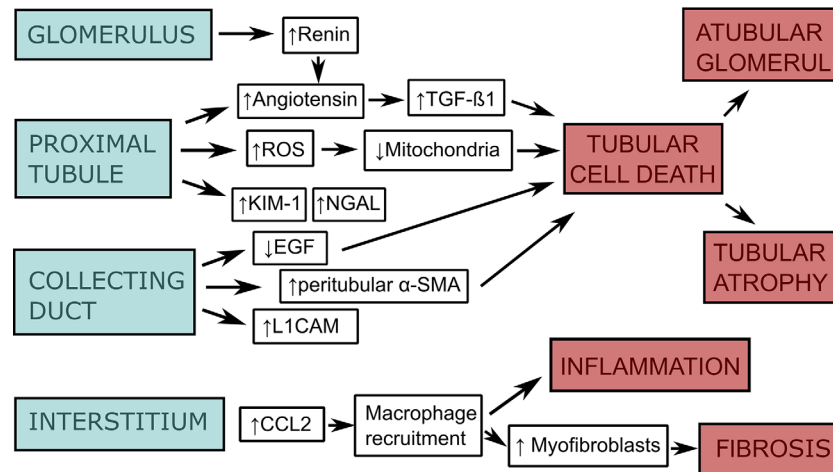 GLOMERULUS
↑Renin
ATUBULAR
GLOMERUL
↑Angiotensin
↑TGF-ß1
PROXIMAL
TUBULE
↑ROS
↓Mitochondria
TUBULAR
CELL DEATH
↑KIM-1
↑NGAL
↓EGF
COLLECTING
DUCT
↑peritubular α-SMA
↑L1CAM
TUBULAR
ATROPHY
INFLAMMATION
INTERSTITIUM
↑CCL2
Macrophage
recruitment
↑ Myofibroblasts
FIBROSIS